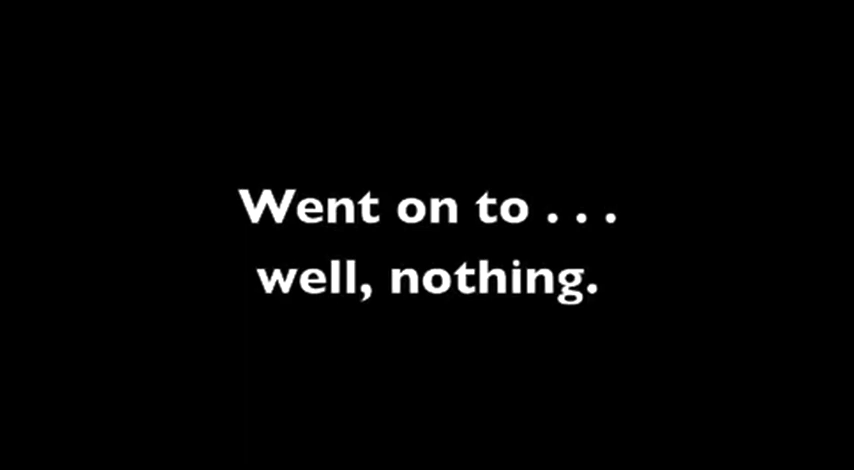 Went on to . . .
well, nothing.